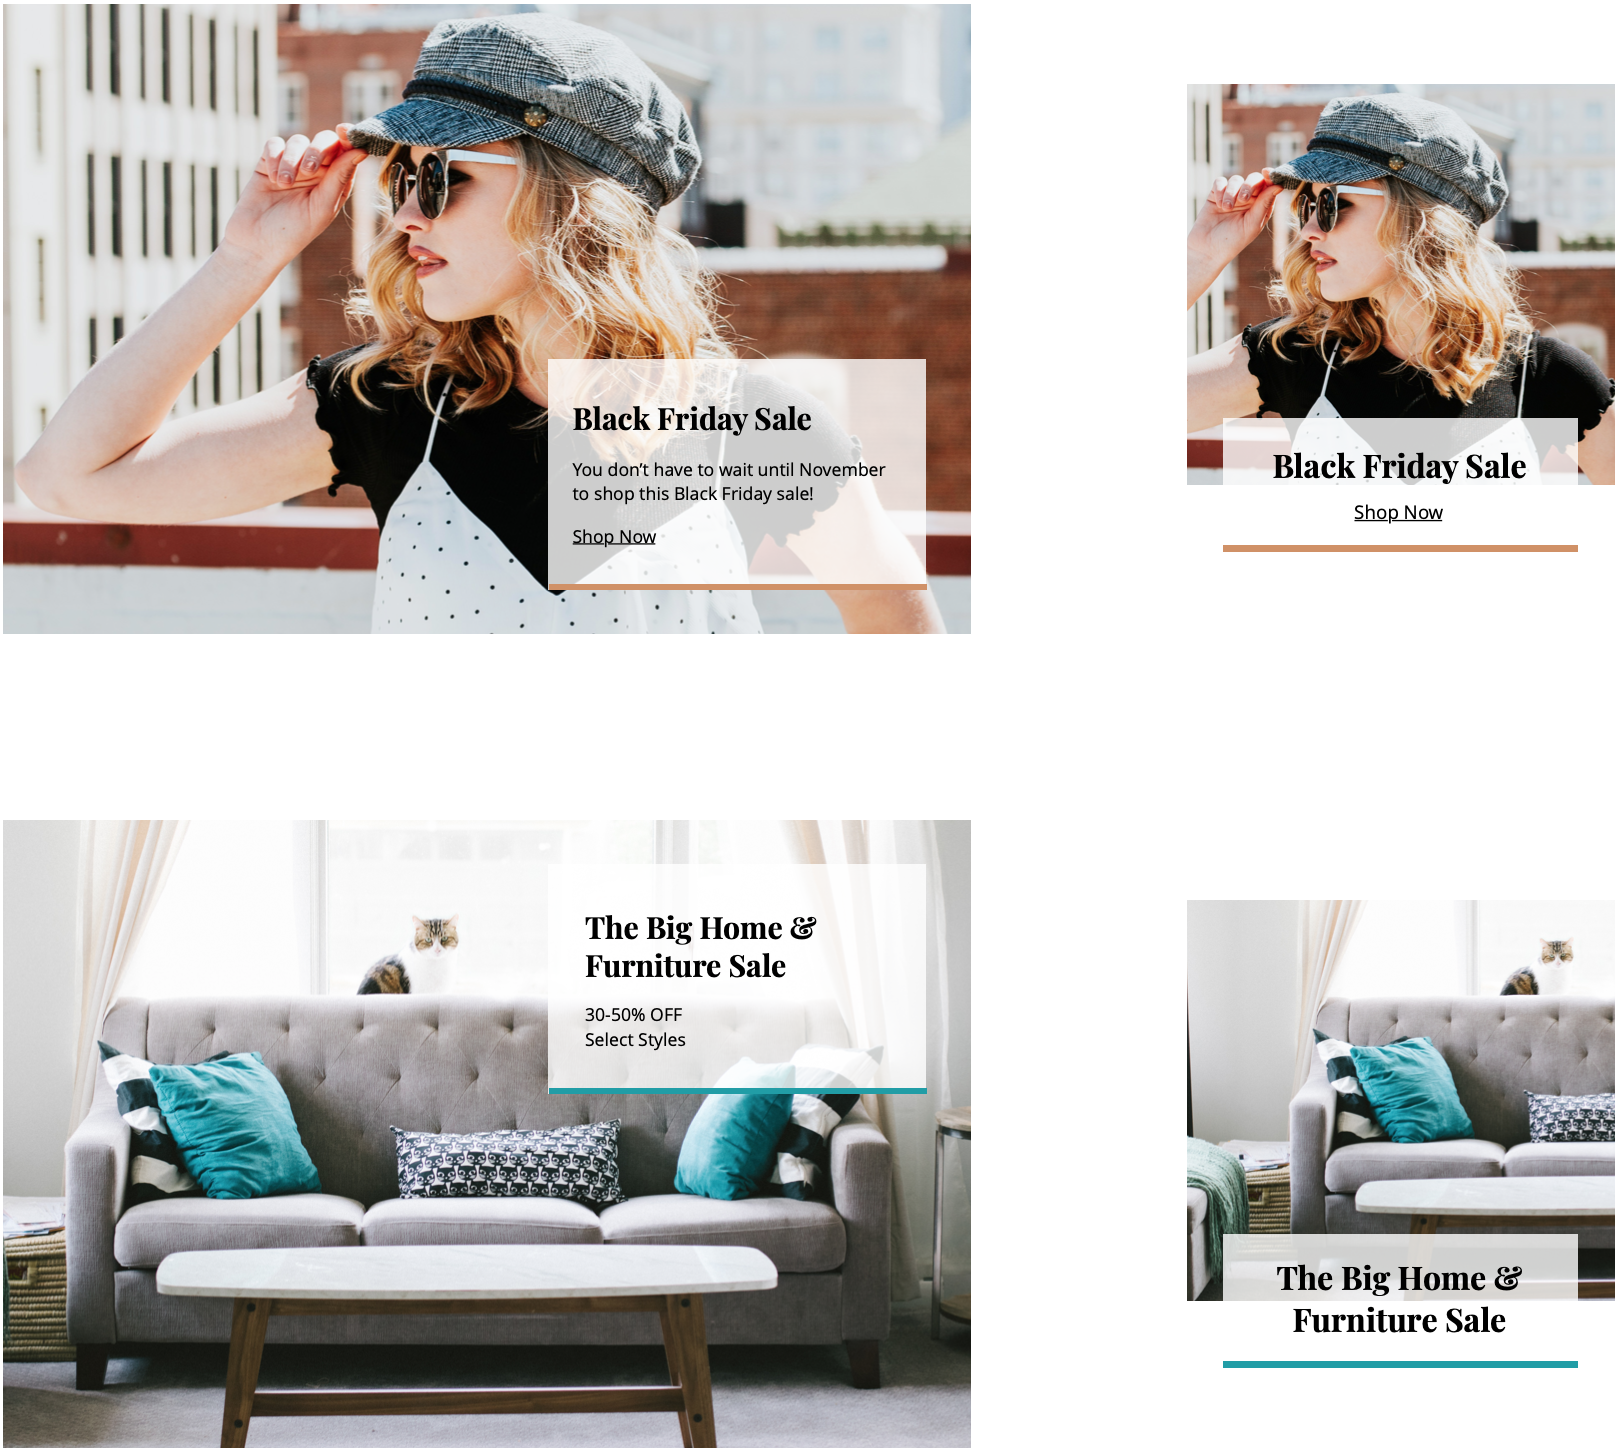 Black Friday Sale
You don't have to wait until November
to shop this Black Friday sale!
Shop Now
Black Friday Sale
Shop Now
The Big Home &
Furniture Sale
30-50% OFF
Select Styles
The Big Home &
Furniture Sale